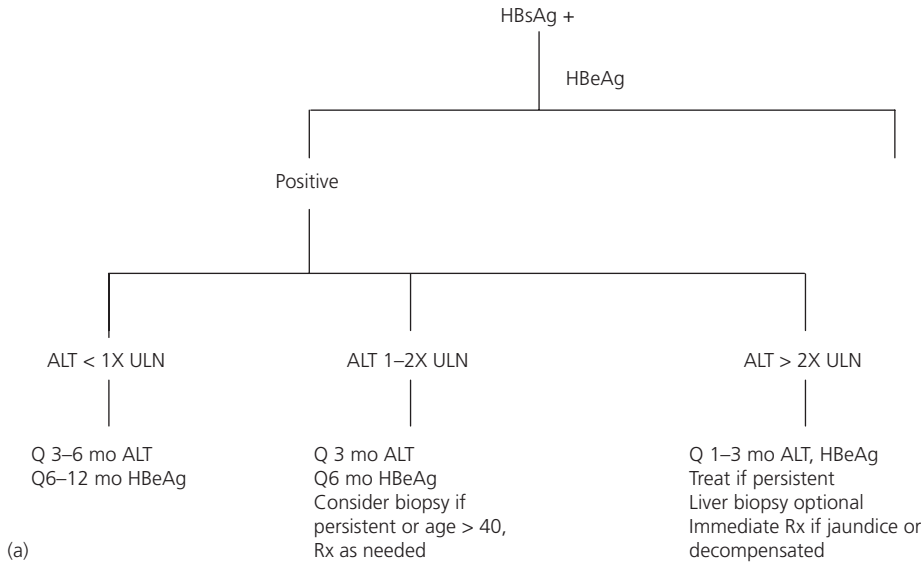 HBsAg +
HBeAg
Positive
ALT < 1X ULN
ALT 1–2X ULN
ALT > 2X ULN
Q 3–6 mo ALT
Q6–12 mo HBeAg
Q 3 mo ALT
Q6 mo HBeAg
Consider biopsy if
persistent or age > 40,
Rx as needed
Q 1–3 mo ALT, HBeAg
Treat if persistent
Liver biopsy optional
Immediate Rx if jaundice or
decompensated
(a)